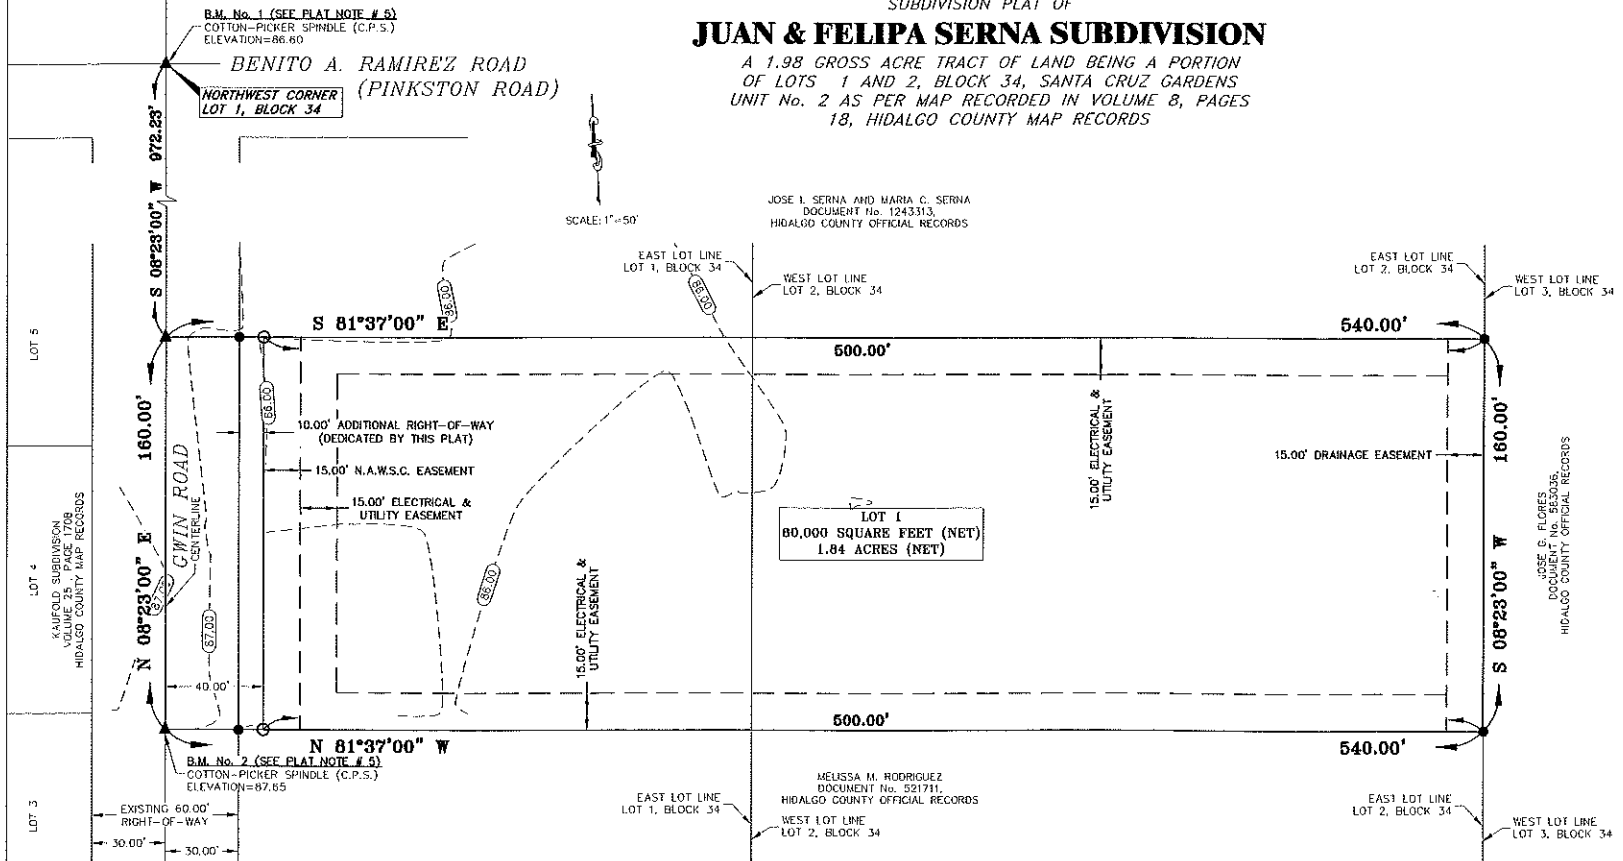 SUBDIVISION PLAT OF
JUAN & FELIPA SERNA SUBDIVISION
A 1.98 GROSS ACRE TRACT OF LAND BEING A PORTION
OF LOTS 1 AND 2, BLOCK 34, SANTA CRUZ GARDENS
UNIT No. 2 AS PER MAP RECORDED IN VOLUME 8, PAGES
18, HIDALGO COUNTY MAP RECORDS
B.M. No. 1 (SEE PLAT NOTE # 5)
COTTON-PICKER SPINDLE (C.P.S.)
ELEVATION=86.60
BENITO A. RAMIREZ ROAD
(PINKSTON ROAD)
NORTHWEST CORNER
LOT 1, BLOCK 34
S 08°23'00" W 972.23'
SCALE: 1"=50'
JOSE I. SERNA AND MARIA C. SERNA
DOCUMENT No. 1243313,
HIDALGO COUNTY OFFICIAL RECORDS
EAST LOT LINE
LOT 1, BLOCK 34
WEST LOT LINE
LOT 2, BLOCK 34
EAST LOT LINE
LOT 2, BLOCK 34
WEST LOT LINE
LOT 3, BLOCK 34
86.00
86.00
S 81°37'00" E
540.00'
500.00'
LOT 5
LOT 4
LOT 3
KAUFOLD SUBDIVISION
VOLUME 25, PAGE 170B
HIDALGO COUNTY MAP RECORDS
N 08°23'00" E 160.00'
GWIN ROAD
CENTERLINE
87.00
87.00
86.00
10.00' ADDITIONAL RIGHT-OF-WAY
(DEDICATED BY THIS PLAT)
15.00' N.A.W.S.C. EASEMENT
15.00' ELECTRICAL &
UTILITY EASEMENT
86.00
15.00' ELECTRICAL &
UTILITY EASEMENT
15.00' ELECTRICAL &
UTILITY EASEMENT
LOT 1
80,000 SQUARE FEET (NET)
1.84 ACRES (NET)
15.00' DRAINAGE EASEMENT
S 08°23'00" W 160.00'
JOSE G. FLORES
DOCUMENT No. 583036,
HIDALGO COUNTY OFFICIAL RECORDS
40.00'
N 81°37'00" W
500.00'
540.00'
B.M. No. 2 (SEE PLAT NOTE # 5)
COTTON-PICKER SPINDLE (C.P.S.)
ELEVATION=87.65
EXISTING 60.00'
RIGHT-OF-WAY
30.00'
30.00'
MELISSA M. RODRIGUEZ
DOCUMENT No. 521711,
HIDALGO COUNTY OFFICIAL RECORDS
EAST LOT LINE
LOT 1, BLOCK 34
WEST LOT LINE
LOT 2, BLOCK 34
EAST LOT LINE
LOT 2, BLOCK 34
WEST LOT LINE
LOT 3, BLOCK 34